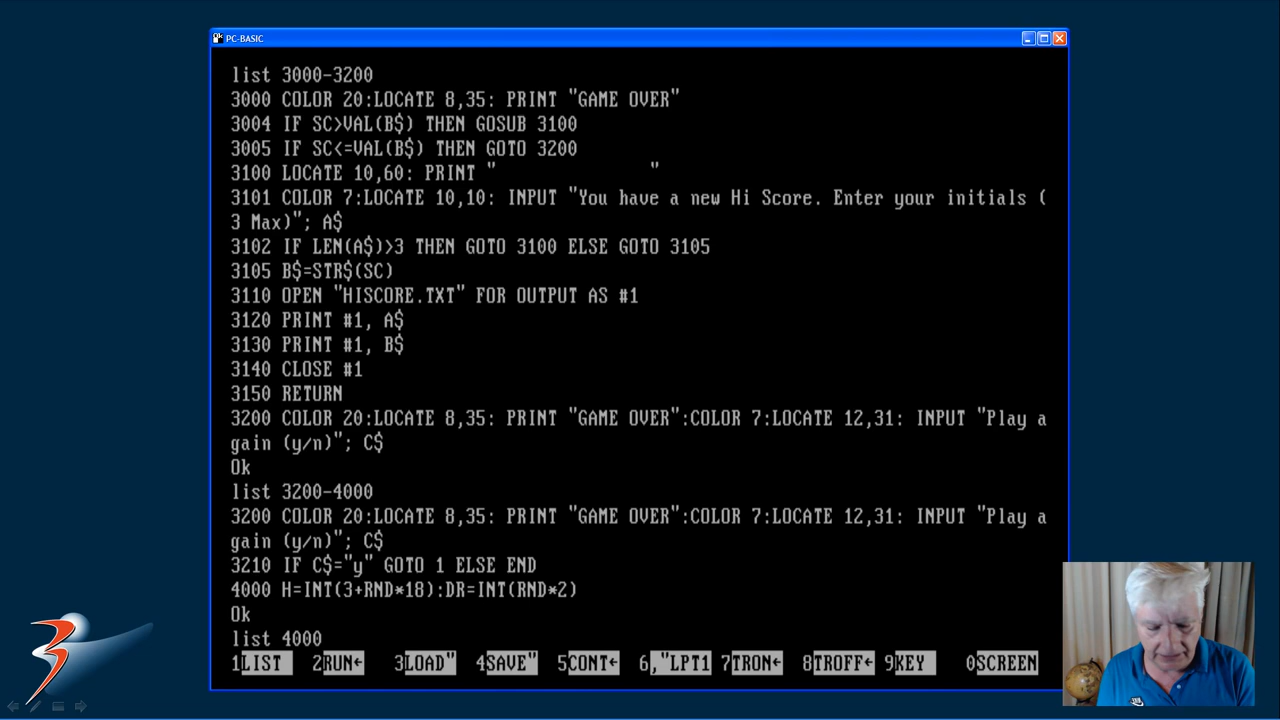 PC-BASIC
list 3000-3200
3000 COLOR 20:LOCATE 8,35: PRINT "GAME OVER"
3004 IF SC>VAL(B$) THEN GOSUB 3100
3005 IF SC<=VAL(B$) THEN GOTO 3200
3100 LOCATE 10,60: PRINT "               "
3101 COLOR 7:LOCATE 10,10: INPUT "You have a new Hi Score. Enter your initials (
3 Max)"; A$
3102 IF LEN(A$)>3 THEN GOTO 3100 ELSE GOTO 3105
3105 B$=STR$(SC)
3110 OPEN "HISCORE.TXT" FOR OUTPUT AS #1
3120 PRINT #1, A$
3130 PRINT #1, B$
3140 CLOSE #1
3150 RETURN
3200 COLOR 20:LOCATE 8,35: PRINT "GAME OVER":COLOR 7:LOCATE 12,31: INPUT "Play a
gain (y/n)"; C$
Ok
list 3200-4000
3200 COLOR 20:LOCATE 8,35: PRINT "GAME OVER":COLOR 7:LOCATE 12,31: INPUT "Play a
gain (y/n)"; C$
3210 IF C$="y" GOTO 1 ELSE END
4000 H=INT(3+RND*18):DR=INT(RND*2)
Ok
list 4000
1LIST 2RUN← 3LOAD" 4SAVE" 5CONT← 6,"LPT1 7TRON← 8TROFF← 9KEY 0SCREEN